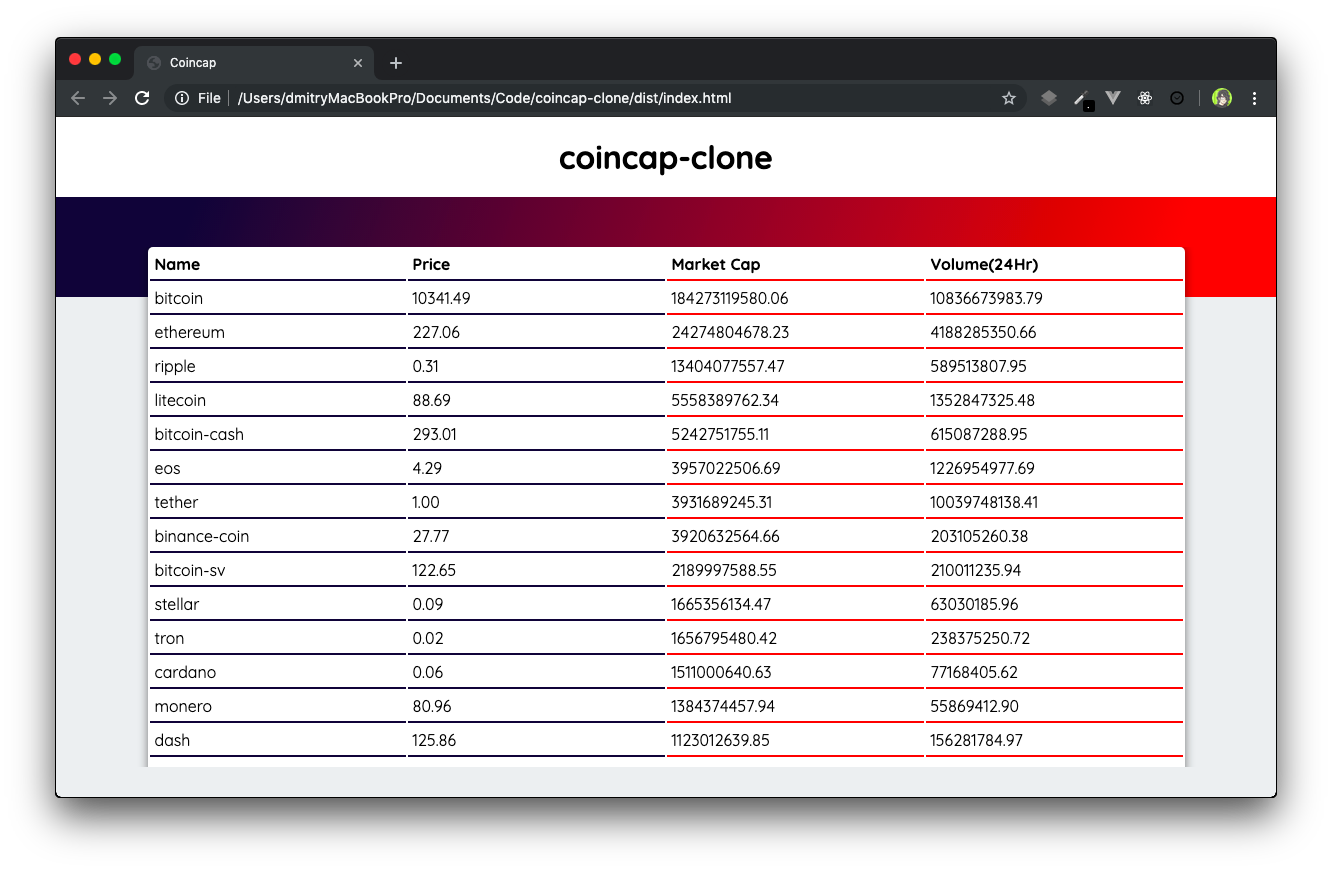 Coincap
File /Users/dmitryMacBookPro/Documents/Code/coincap-clone/dist/index.html
coincap-clone
Name Price Market Cap Volume(24Hr)
bitcoin 10341.49 184273119580.06 10836673983.79
ethereum 227.06 24274804678.23 4188285350.66
ripple 0.31 13404077557.47 589513807.95
litecoin 88.69 5558389762.34 1352847325.48
bitcoin-cash 293.01 5242751755.11 615087288.95
eos 4.29 3957022506.69 1226954977.69
tether 1.00 3931689245.31 10039748138.41
binance-coin 27.77 3920632564.66 203105260.38
bitcoin-sv 122.65 2189997588.55 210011235.94
stellar 0.09 1665356134.47 63030185.96
tron 0.02 1656795480.42 238375250.72
cardano 0.06 1511000640.63 77168405.62
monero 80.96 1384374457.94 55869412.90
dash 125.86 1123012639.85 156281784.97